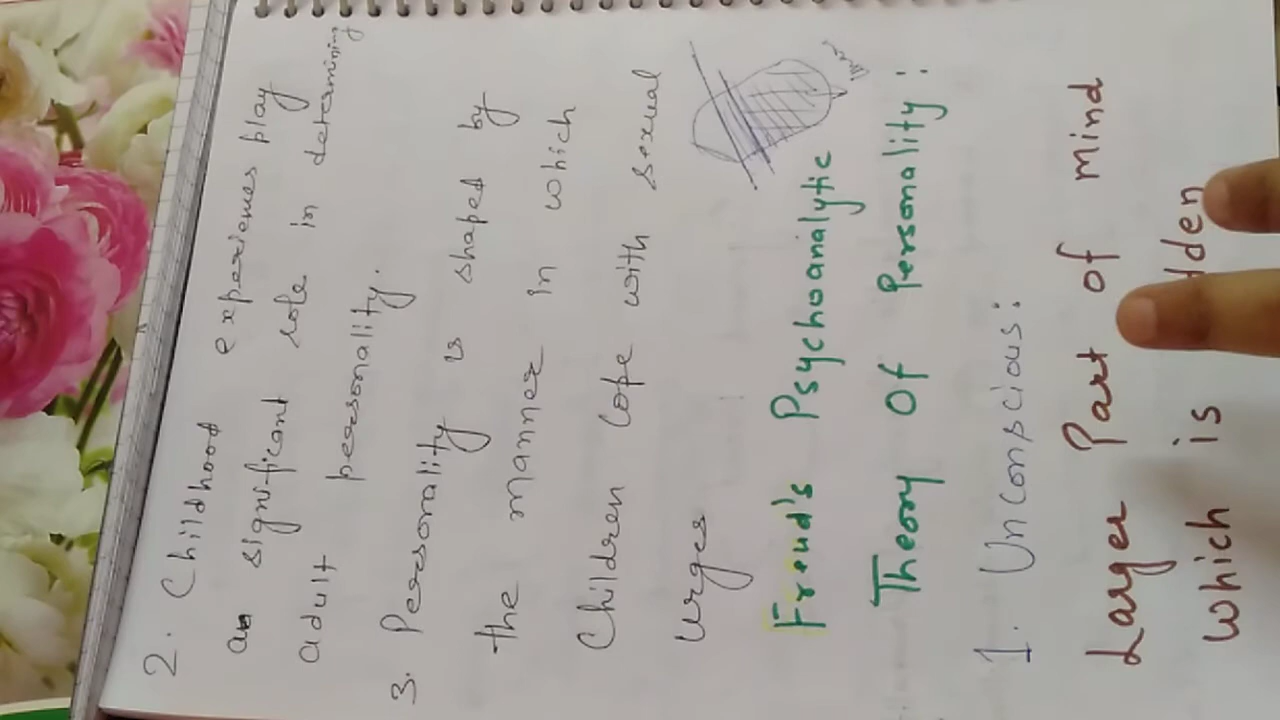 2. Childhood experiences play
an significant role in determining
adult personality.
3. Personality is shaped by
the manner in which
Children Cope with sexual
urges
Freud's Psychoanalytic
Theory Of Personality:
1. Unconscious:
Larger Part of mind
which is